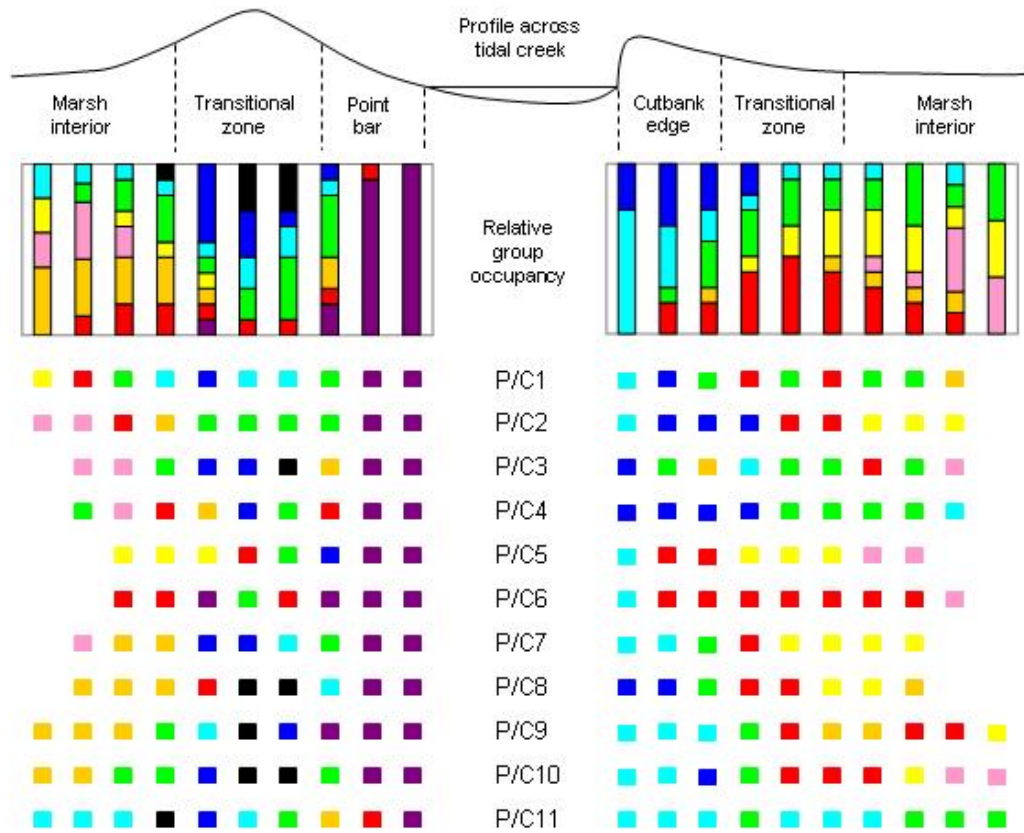 Profile across
tidal creek
Marsh
interior
Transitional
zone
Point
bar
Cutbank
edge
Transitional
zone
Marsh
interior
Relative
group
occupancy
P/C1
P/C2
P/C3
P/C4
P/C5
P/C6
P/C7
P/C8
P/C9
P/C10
P/C11